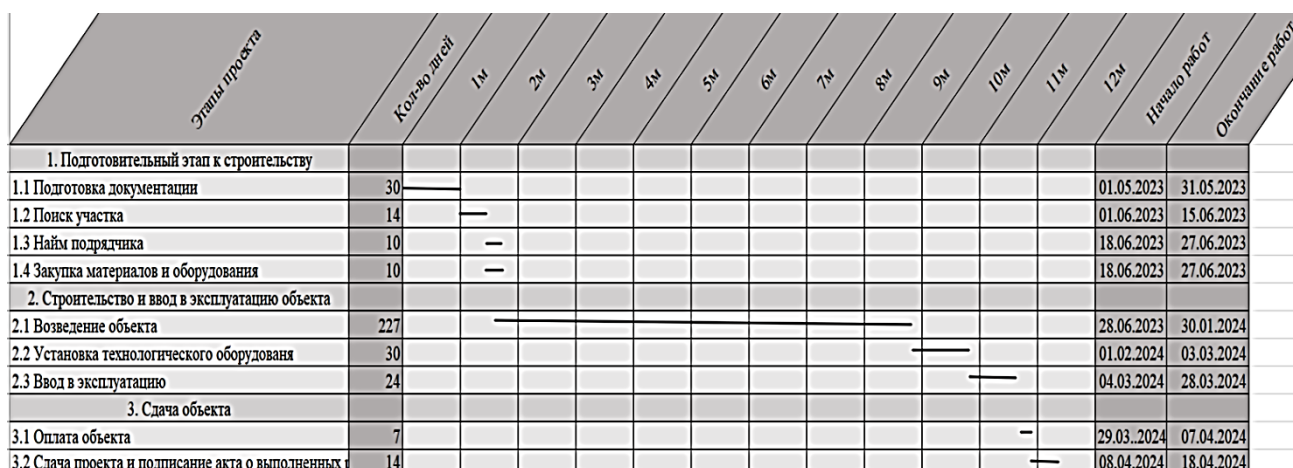 Этапы проекта Кол-во дней 1м 2м 3м 4м 5м 6м 7м 8м 9м 10м 11м 12м Начало работ Окончание работ
1. Подготовительный этап к строительству
1.1 Подготовка документации 30 01.05.2023 31.05.2023
1.2 Поиск участка 14 01.06.2023 15.06.2023
1.3 Найм подрядчика 10 18.06.2023 27.06.2023
1.4 Закупка материалов и оборудования 10 18.06.2023 27.06.2023
2. Строительство и ввод в эксплуатацию объекта
2.1 Возведение объекта 227 28.06.2023 30.01.2024
2.2 Установка технологического оборудованя 30 01.02.2024 03.03.2024
2.3 Ввод в эксплуатацию 24 04.03.2024 28.03.2024
3. Сдача объекта
3.1 Оплата объекта 7 29.03..2024 07.04.2024
3.2 Сдача проекта и подписание акта о выполненных 14 08.04.2024 18.04.2024